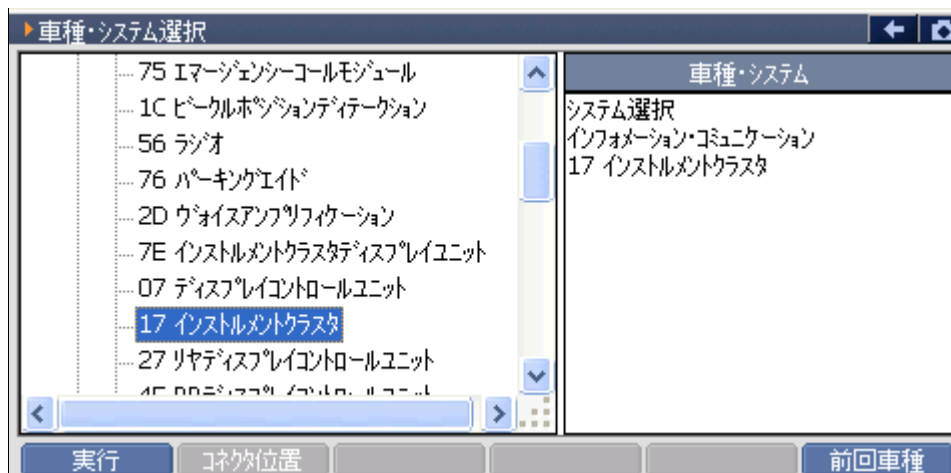 車種・システム選択
75 エマージェンシーコールモジュール
1C ビークルポジションディテークション
56 ラジオ
76 パーキングエイド
2D ヴォイスアンプリフィケーション
7E インストルメントクラスタディスプレイユニット
07 ディスプレイコントロールユニット
17 インストルメントクラスタ
27 リヤディスプレイコントロールユニット
車種・システム
システム選択
インフォメーション・コミュニケーション
17 インストルメントクラスタ
実行
コネクタ位置
前回車種